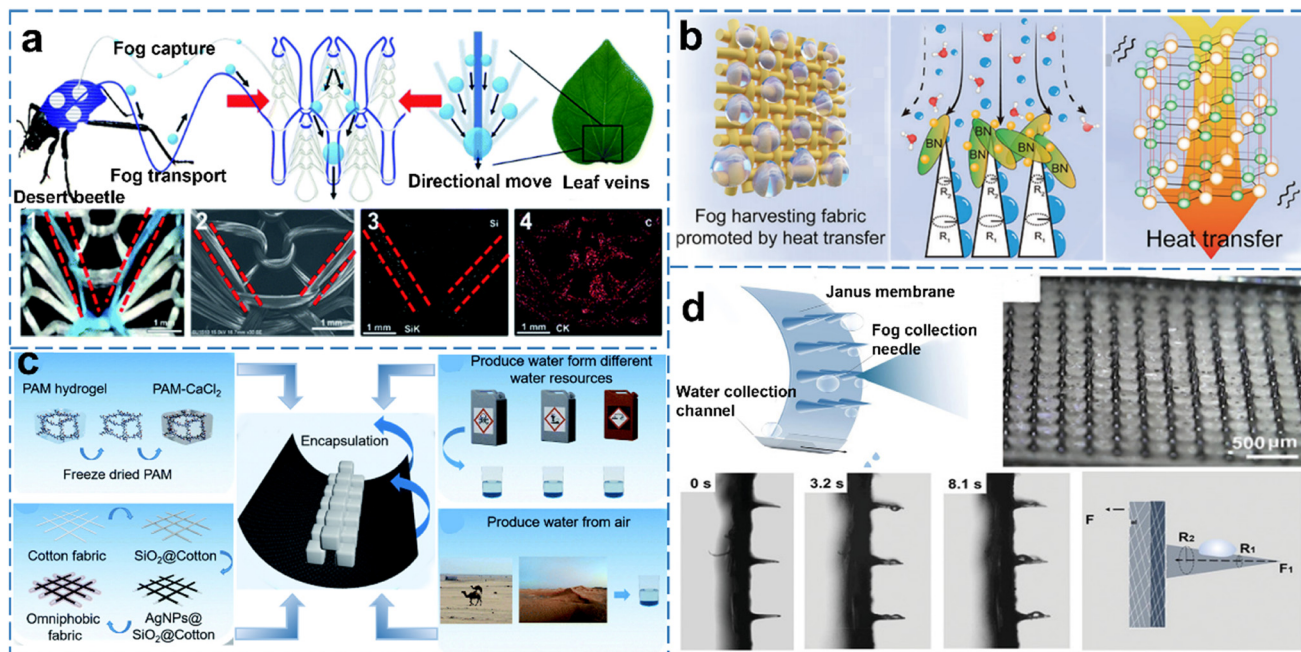 a
Fog capture
Fog transport
Desert beetle
Directional move
Leaf veins
1
1 mm
2
1 mm
3
Si
1 mm
SiK
4
C
1 mm
CK
b
Fog harvesting fabric
promoted by heat transfer
BN
BN
BN
R₂
R₂
R₂
R₁
R₁
R₁
Heat transfer
c
PAM hydrogel
PAM-CaCl₂
Freeze dried PAM
Cotton fabric
SiO₂@Cotton
Omniphobic
fabric
AgNPs@
SiO₂@Cotton
Encapsulation
Produce water form different
water resources
Produce water from air
d
Janus membrane
Fog collection
needle
Water collection
channel
500 μm
0 s
3.2 s
8.1 s
F
R₂
R₁
F₁